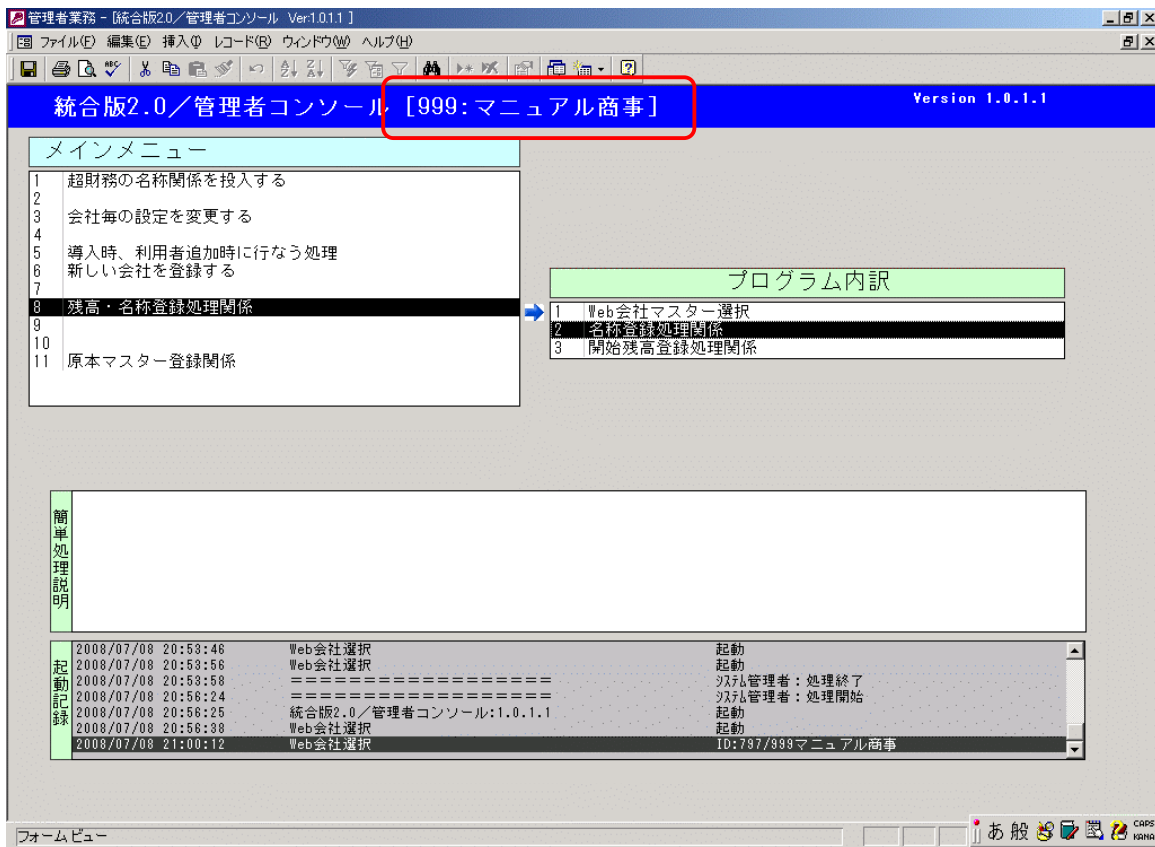 管理者業務 - [統合版2.0／管理者コンソール Ver:1.0.1.1 ]
ファイル(F) 編集(E) 挿入(I) レコード(R) ウィンドウ(W) ヘルプ(H)
統合版2.0／管理者コンソール [999:マニュアル商事]
Version 1.0.1.1
メインメニュー
1 超財務の名称関係を投入する
2
3 会社毎の設定を変更する
4
5 導入時、利用者追加時に行なう処理
6 新しい会社を登録する
7
8 残高・名称登録処理関係
9
10
11 原本マスター登録関係
プログラム内訳
1 Web会社マスター選択
2 名称登録処理関係
3 開始残高登録処理関係
簡単処理説明
起動記録
2008/07/08 20:53:46 Web会社選択 起動
2008/07/08 20:53:56 Web会社選択 起動
2008/07/08 20:53:58 ================== ｼｽﾃﾑ管理者：処理終了
2008/07/08 20:56:24 ================== ｼｽﾃﾑ管理者：処理開始
2008/07/08 20:56:25 統合版2.0／管理者コンソール:1.0.1.1 起動
2008/07/08 20:56:38 Web会社選択 起動
2008/07/08 21:00:12 Web会社選択 ID:797/999マニュアル商事
フォーム ビュー
あ 般 CAPS
KANA